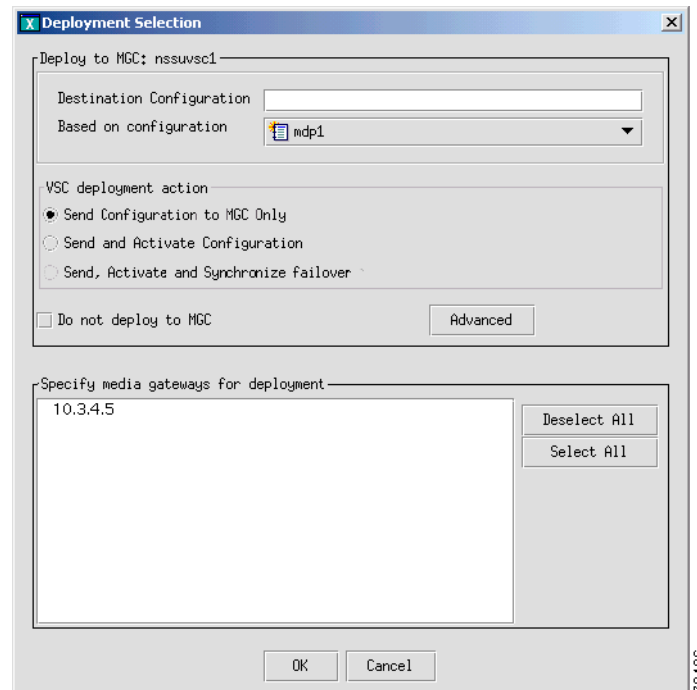 Deployment Selection
Deploy to MGC: nssuvsc1
Destination Configuration
Based on configuration
mdp1
VSC deployment action
Send Configuration to MGC Only
Send and Activate Configuration
Send, Activate and Synchronize failover
Do not deploy to MGC
Advanced
Specify media gateways for deployment
10.3.4.5
Deselect All
Select All
OK
Cancel